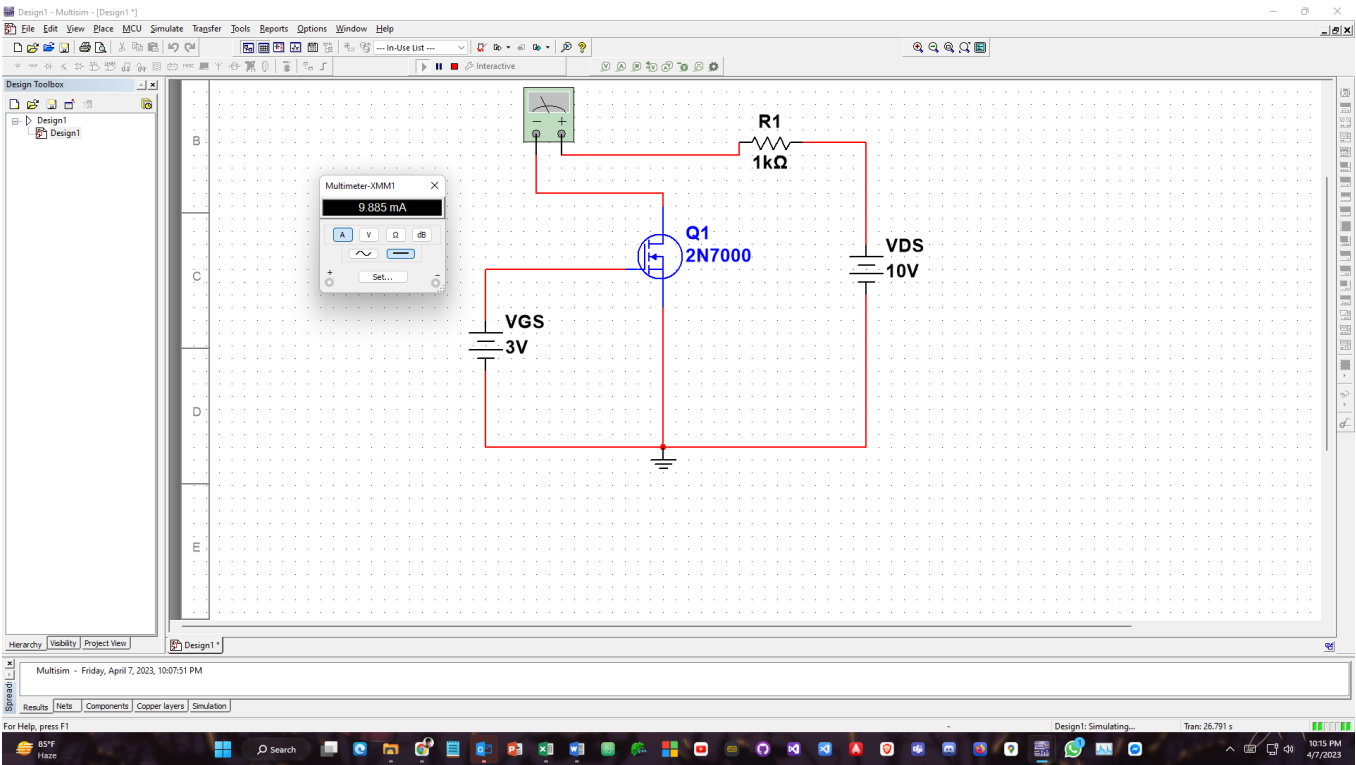 Design1 - Multisim - [Design1 *]
File Edit View Place MCU Simulate Transfer Tools Reports Options Window Help
--- In-Use List ---
Interactive
Design Toolbox
Design1
Design1
B
C
D
E
R1
1kΩ
Multimeter-XMM1
9.885 mA
A V Ω dB
+ Set... -
Q1
2N7000
VDS
10V
VGS
3V
- +
Hierarchy Visibility Project View
Design1 *
Multisim - Friday, April 7, 2023, 10:07:51 PM
Results Nets Components Copper layers Simulation
For Help, press F1
- Design1: Simulating... Tran: 26.791 s
85°F
Haze
Search
10:15 PM
4/7/2023